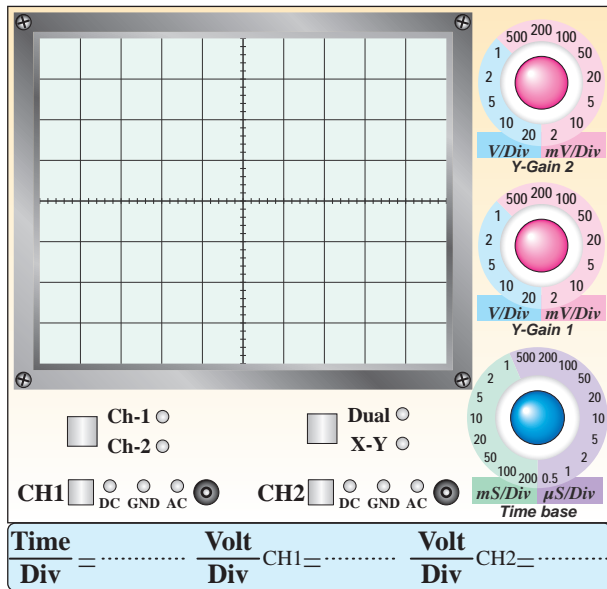 500 200 100
1 50
2 20
5 10
10 2
20
V/Div mV/Div
Y-Gain 2
500 200 100
1 50
2 20
5 10
10 2
20
V/Div mV/Div
Y-Gain 1
500 200 100
1 50
2 20
5 10
10 5
20 2
50 1
100 200 0.5
mS/Div µS/Div
Time base
Ch-1
Ch-2
Dual
X-Y
CH1 DC GND AC
CH2 DC GND AC
Time/Div = ............... Volt/Div CH1= ............... Volt/Div CH2= ...............